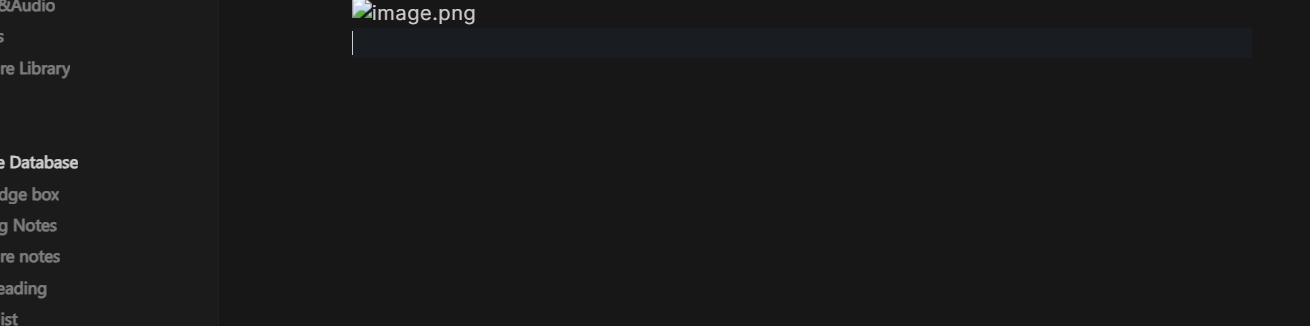 &Audio
s
re Library
e Database
dge box
g Notes
re notes
eading
ist
image.png